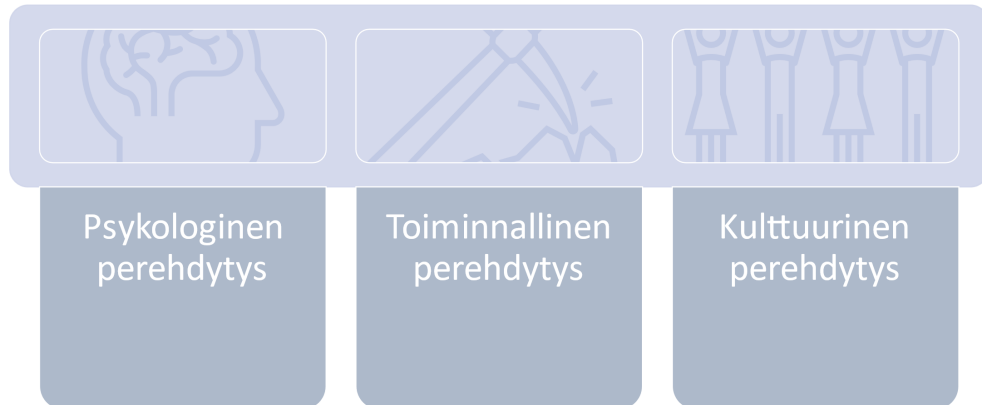 Psykologinen
perehdytys
Toiminnallinen
perehdytys
Kulttuurinen
perehdytys